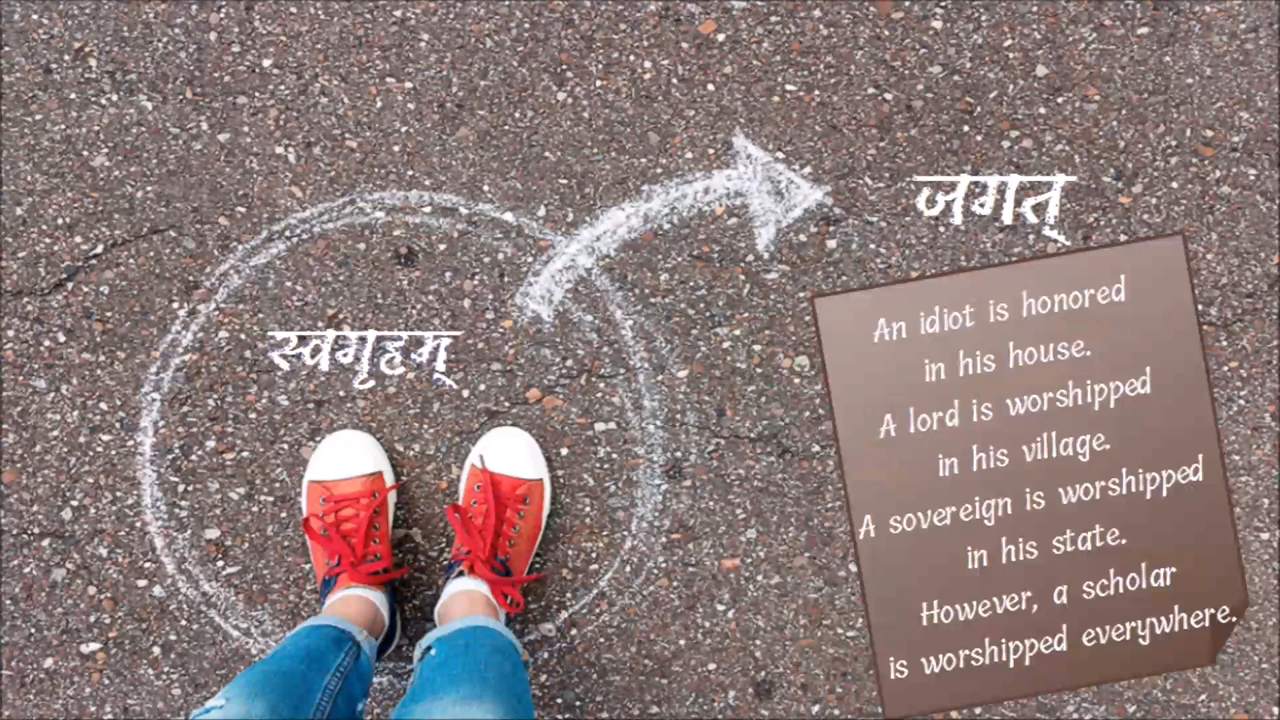 जगत्
स्वगृहम्
An idiot is honored
in his house.
A lord is worshipped
in his village.
A sovereign is worshipped
in his state.
However, a scholar
is worshipped everywhere.